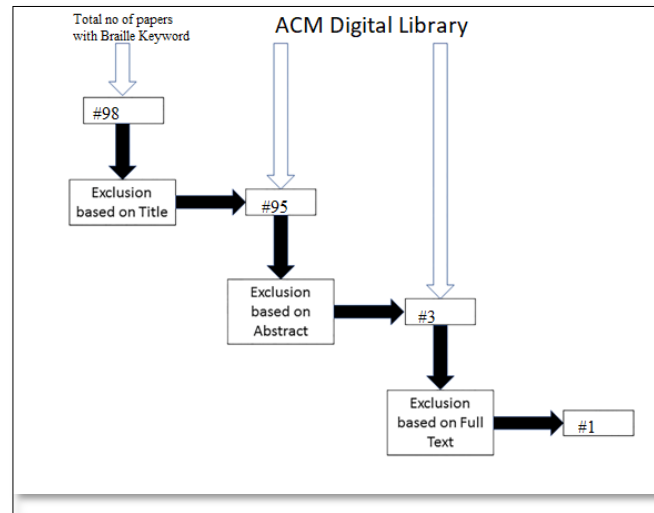 Total no of papers
with Braille Keyword
ACM Digital Library
#98
Exclusion
based on Title
#95
Exclusion
based on
Abstract
#3
Exclusion
based on Full
Text
#1